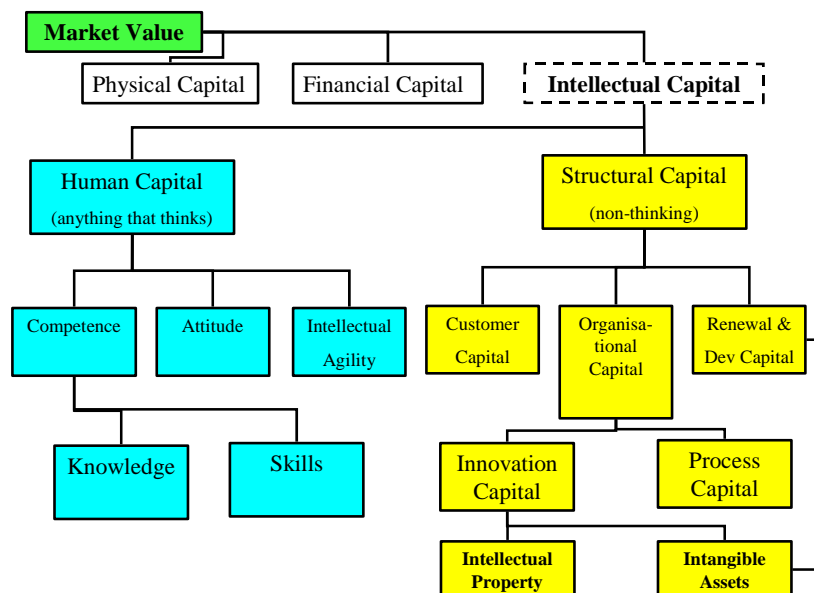 Market Value
Physical Capital
Financial Capital
Intellectual Capital
Human Capital
(anything that thinks)
Structural Capital
(non-thinking)
Competence
Attitude
Intellectual
Agility
Customer
Capital
Organisa-
tional
Capital
Renewal &
Dev Capital
Knowledge
Skills
Innovation
Capital
Process
Capital
Intellectual
Property
Intangible
Assets